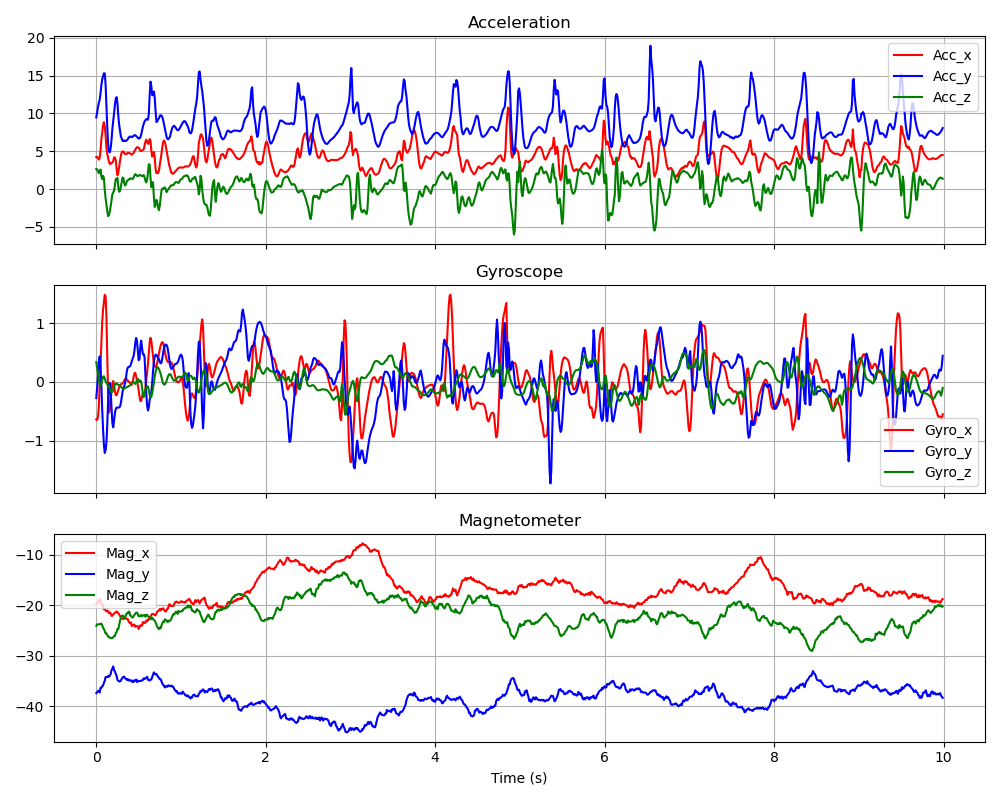 Acceleration
20
15
10
5
0
−5
Acc_x
Acc_y
Acc_z
Gyroscope
1
0
−1
Gyro_x
Gyro_y
Gyro_z
Magnetometer
−10
−20
−30
−40
Mag_x
Mag_y
Mag_z
0 2 4 6 8 10
Time (s)